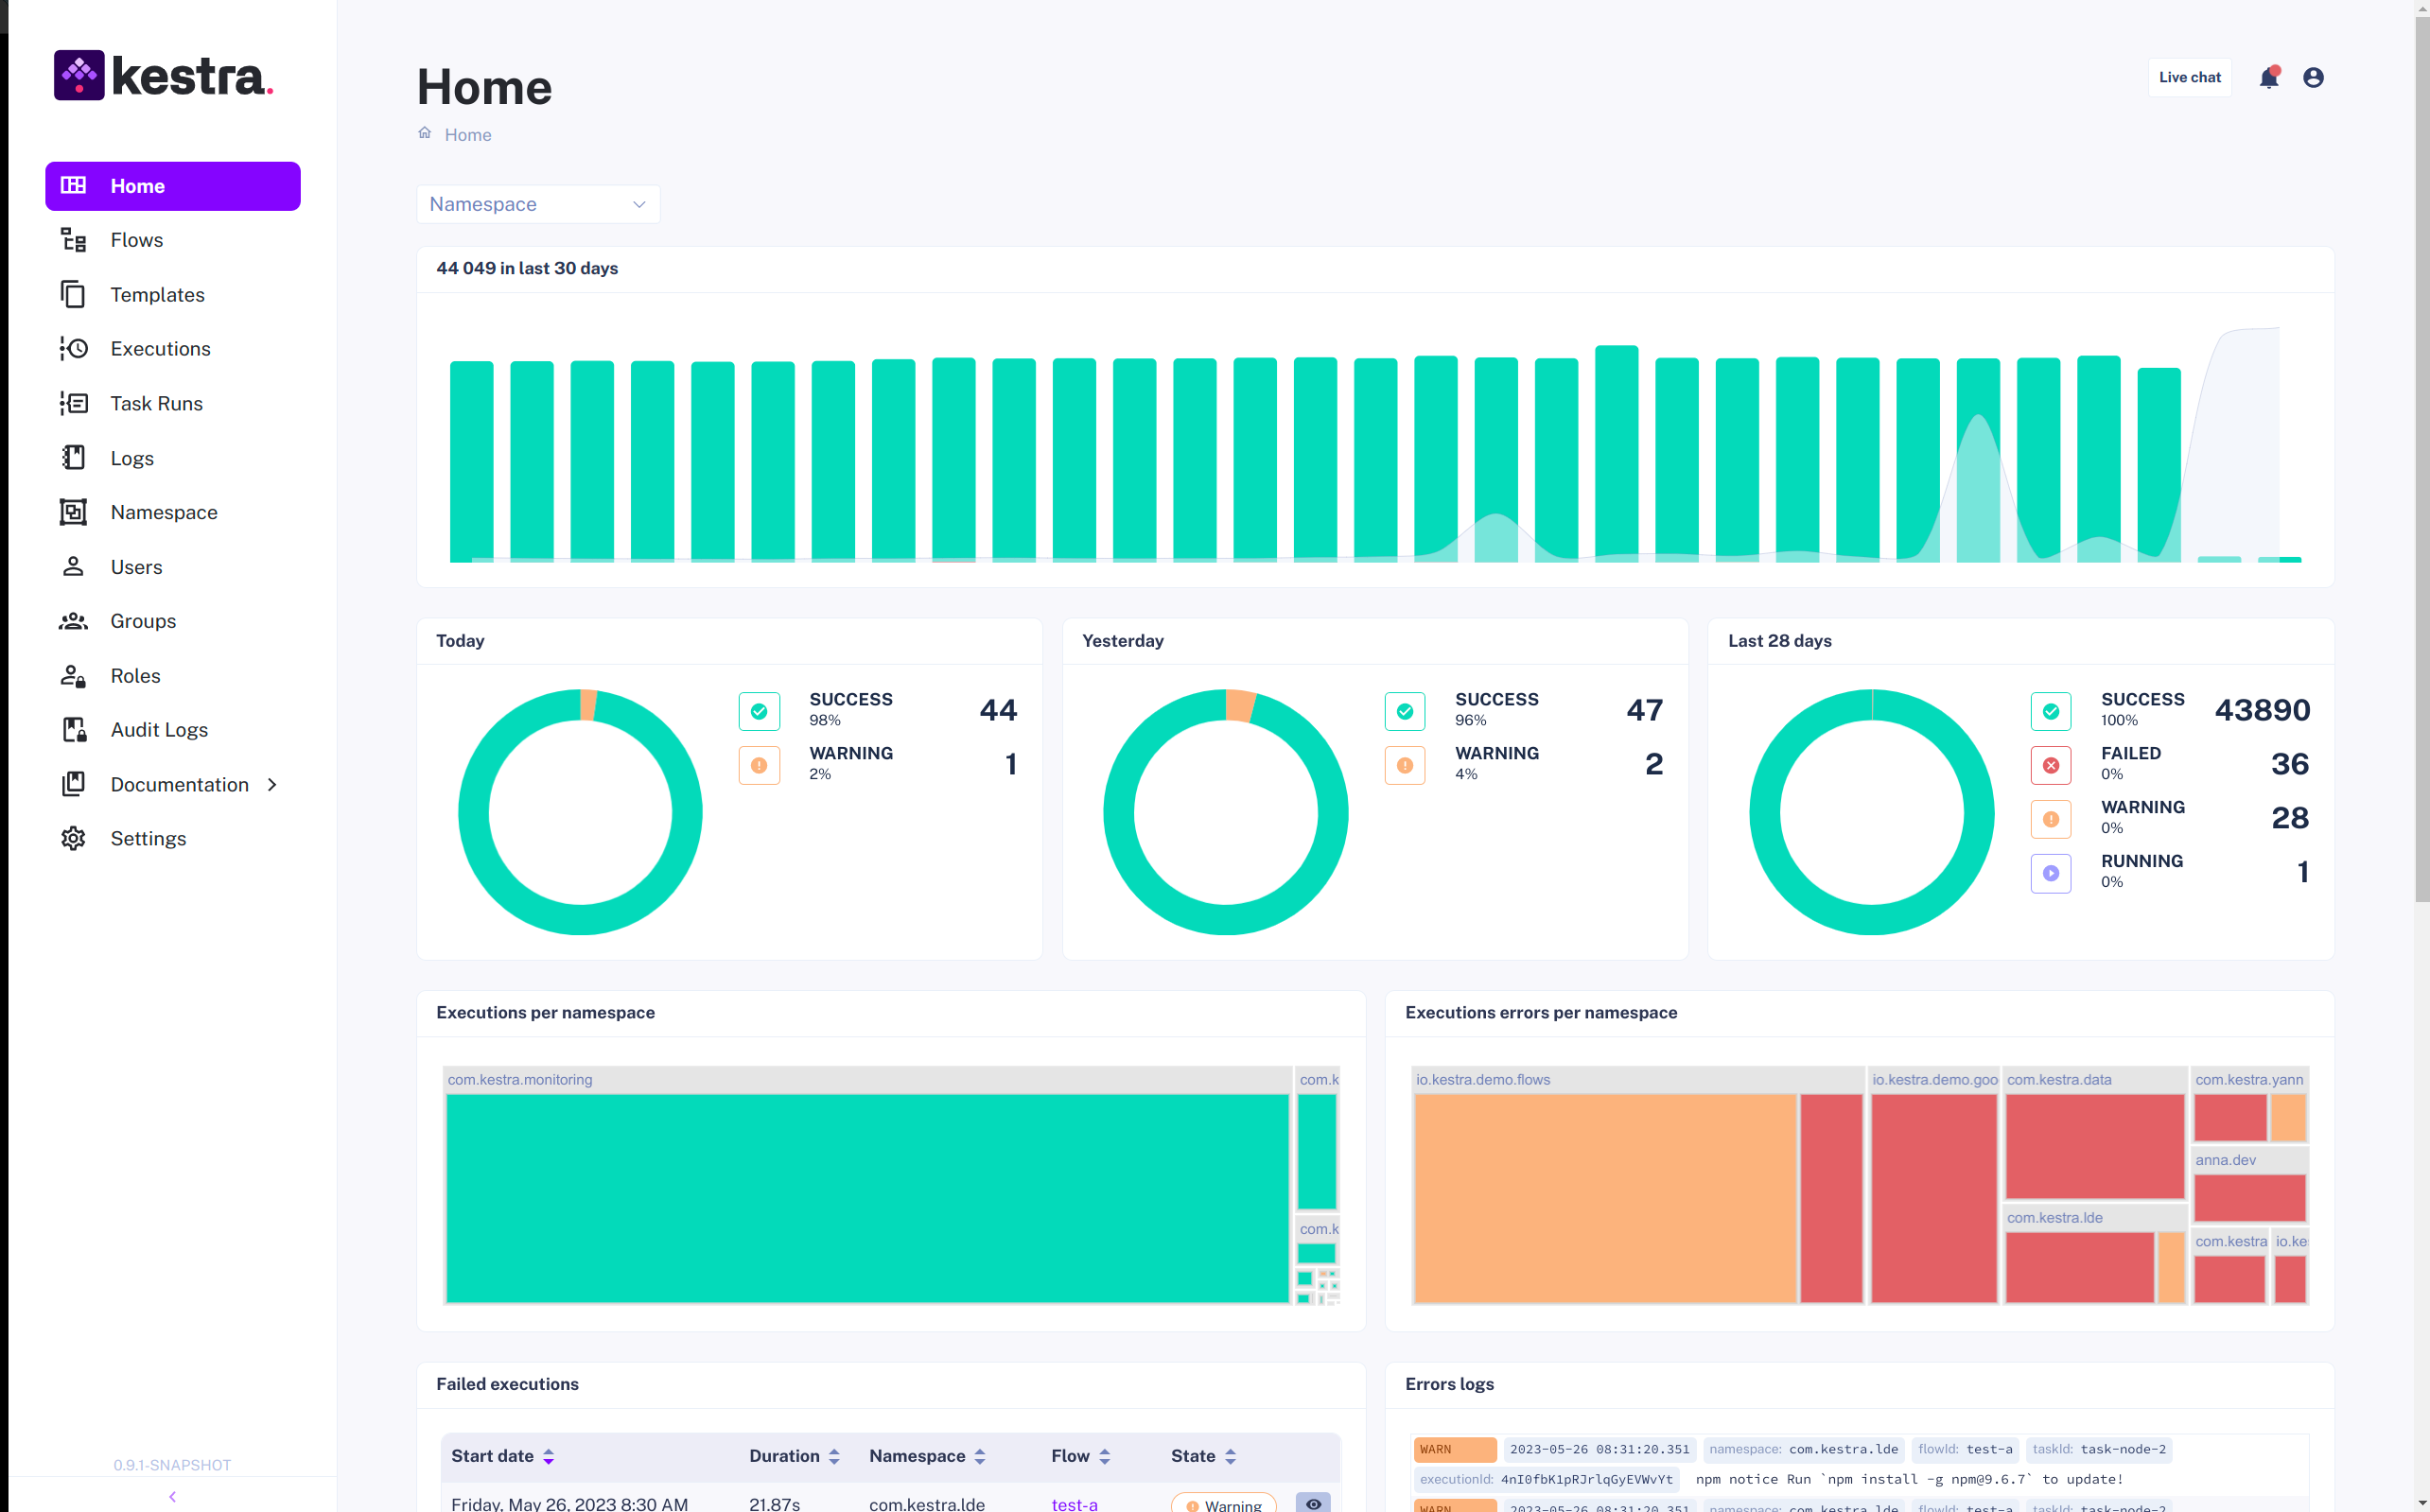 kestra.
Home
Flows
Templates
Executions
Task Runs
Logs
Namespace
Users
Groups
Roles
Audit Logs
Documentation
Settings
0.9.1-SNAPSHOT
Home
Live chat
Home
Namespace
44 049 in last 30 days
Today
SUCCESS 44
98%
WARNING 1
2%
Yesterday
SUCCESS 47
96%
WARNING 2
4%
Last 28 days
SUCCESS 43890
100%
FAILED 36
0%
WARNING 28
0%
RUNNING 1
0%
Executions per namespace
com.kestra.monitoring
com.k
com.k
Executions errors per namespace
io.kestra.demo.flows
io.kestra.demo.goo
com.kestra.data
com.kestra.yann
anna.dev
com.kestra.lde
com.kestra
io.ke
Failed executions
Start date Duration Namespace Flow State
Friday, May 26, 2023 8:30 AM 21.87s com.kestra.lde test-a Warning
Errors logs
WARN 2023-05-26 08:31:20.351 namespace: com.kestra.lde flowId: test-a taskId: task-node-2
executionId: 4nI0fbK1pRJrlqGyEVWvYt npm notice Run `npm install -g npm@9.6.7` to update!
WARN 2023-05-26 08:31:20.351 namespace: com.kestra.lde flowId: test-a taskId: task-node-2